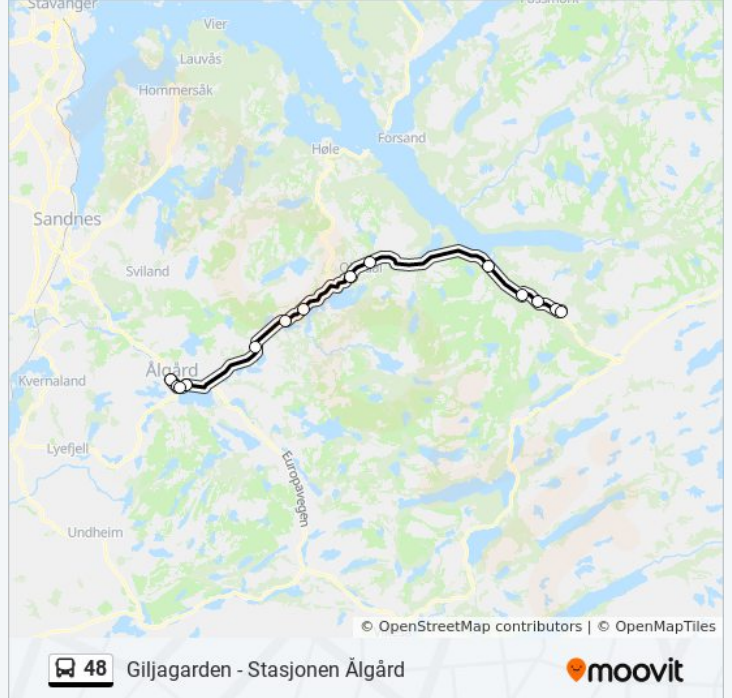 Stavanger
Vier
Lauvås
Hommersåk
Forsand
Høle
Sandnes
Sviland
Ålgård
Kvernaland
Lyefjell
Europavegen
Undheim
© OpenStreetMap contributors | © OpenMapTiles
48 Giljagarden - Stasjonen Ålgård
moovit